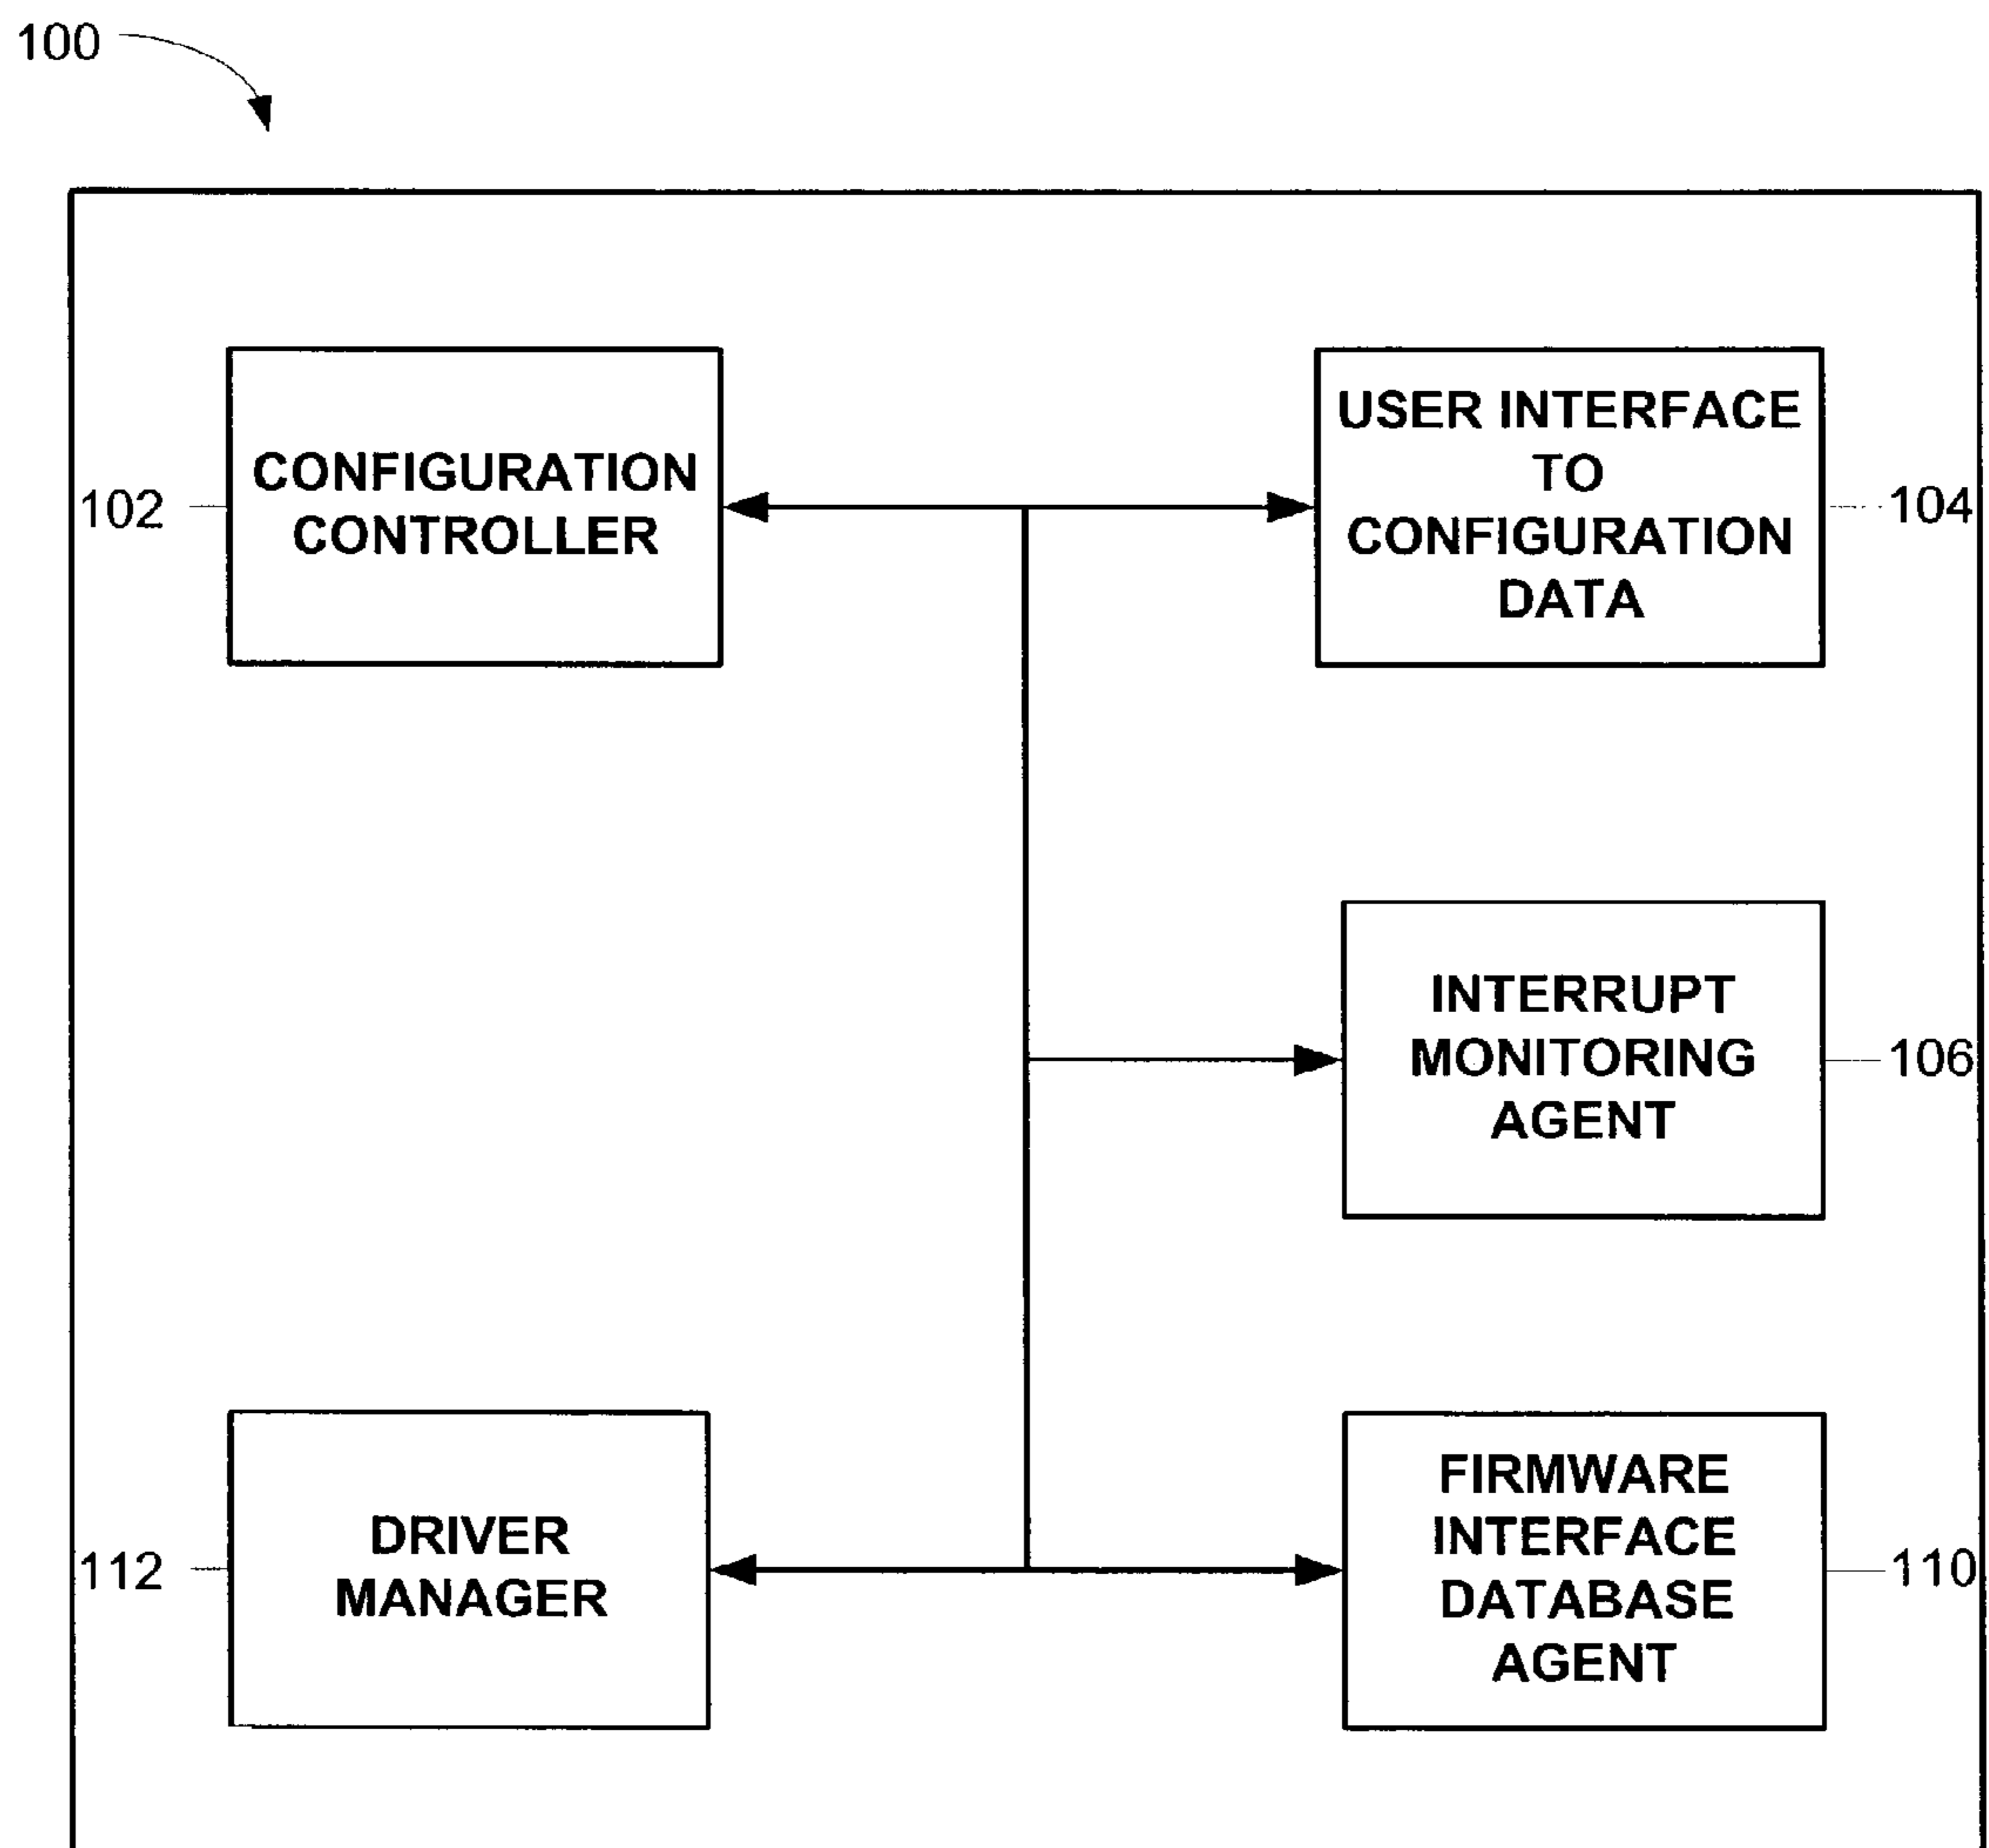 100
102
CONFIGURATION
CONTROLLER
USER INTERFACE
TO
CONFIGURATION
DATA
104
INTERRUPT
MONITORING
AGENT
106
112
DRIVER
MANAGER
FIRMWARE
INTERFACE
DATABASE
AGENT
110